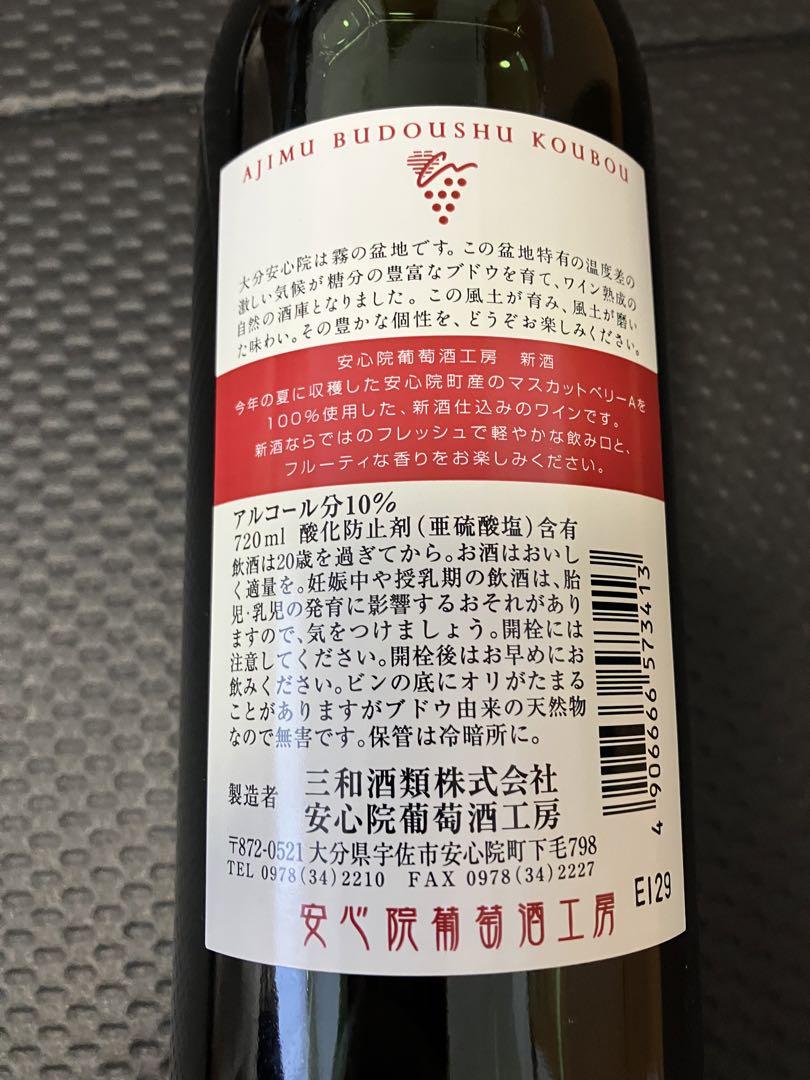 AJIMU BUDOUSHU KOUBOU
大分安心院は霧の盆地です。この盆地特有の温度差の
激しい気候が糖分の豊富なブドウを育て、ワイン熟成の
自然の酒庫となりました。この風土が育み、風土が磨い
た味わい。その豊かな個性を、どうぞお楽しみください。
安心院葡萄酒工房 新酒
今年の夏に収穫した安心院町産のマスカットベリーAを
100%使用した、新酒仕込みのワインです。
新酒ならではのフレッシュで軽やかな飲み口と、
フルーティな香りをお楽しみください。
アルコール分10%
720ml 酸化防止剤(亜硫酸塩)含有
飲酒は20歳を過ぎてから。お酒はおいし
く適量を。妊娠中や授乳期の飲酒は、胎
児・乳児の発育に影響するおそれがあり
ますので、気をつけましょう。開栓には
注意してください。開栓後はお早めにお
飲みください。ビンの底にオリがたまる
ことがありますがブドウ由来の天然物
なので無害です。保管は冷暗所に。
4906666573413
製造者 三和酒類株式会社
安心院葡萄酒工房
〒872-0521 大分県宇佐市安心院町下毛798
TEL 0978(34)2210 FAX 0978(34)2227
E129
安心院葡萄酒工房